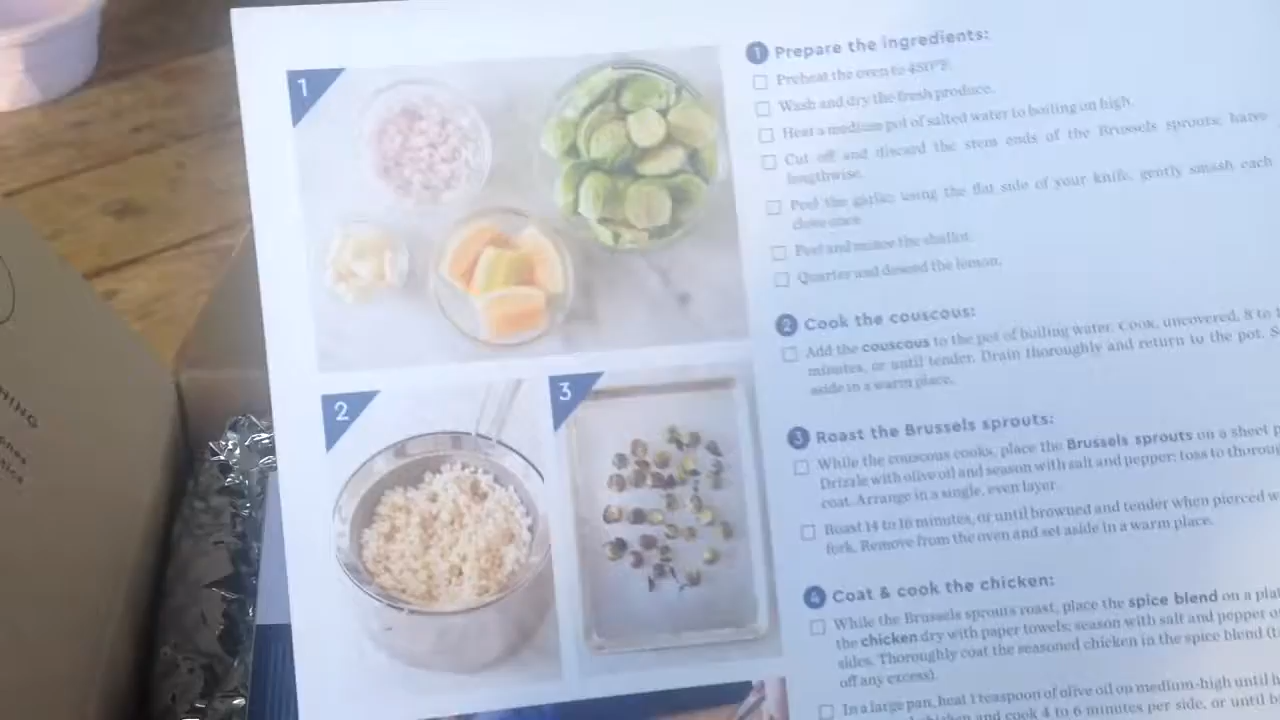 NING
1
2
3
1 Prepare the ingredients:
Preheat the oven to 450°F.
Wash and dry the fresh produce.
Heat a medium pot of salted water to boiling on high.
Cut off and discard the stem ends of the Brussels sprouts; halve
lengthwise.
Peel the garlic; using the flat side of your knife, gently smash each
clove once.
Peel and mince the shallot.
Quarter and deseed the lemon.
2 Cook the couscous:
Add the couscous to the pot of boiling water. Cook, uncovered, 8 to
minutes, or until tender. Drain thoroughly and return to the pot. S
aside in a warm place.
3 Roast the Brussels sprouts:
While the couscous cooks, place the Brussels sprouts on a sheet p
Drizzle with olive oil and season with salt and pepper; toss to thoroug
coat. Arrange in a single, even layer.
Roast 14 to 16 minutes, or until browned and tender when pierced w
fork. Remove from the oven and set aside in a warm place.
4 Coat & cook the chicken:
While the Brussels sprouts roast, place the spice blend on a pla
the chicken dry with paper towels; season with salt and pepper o
sides. Thoroughly coat the seasoned chicken in the spice blend (t
off any excess).
In a large pan, heat 1 teaspoon of olive oil on medium-high until h
chicken and cook 4 to 6 minutes per side, or until b